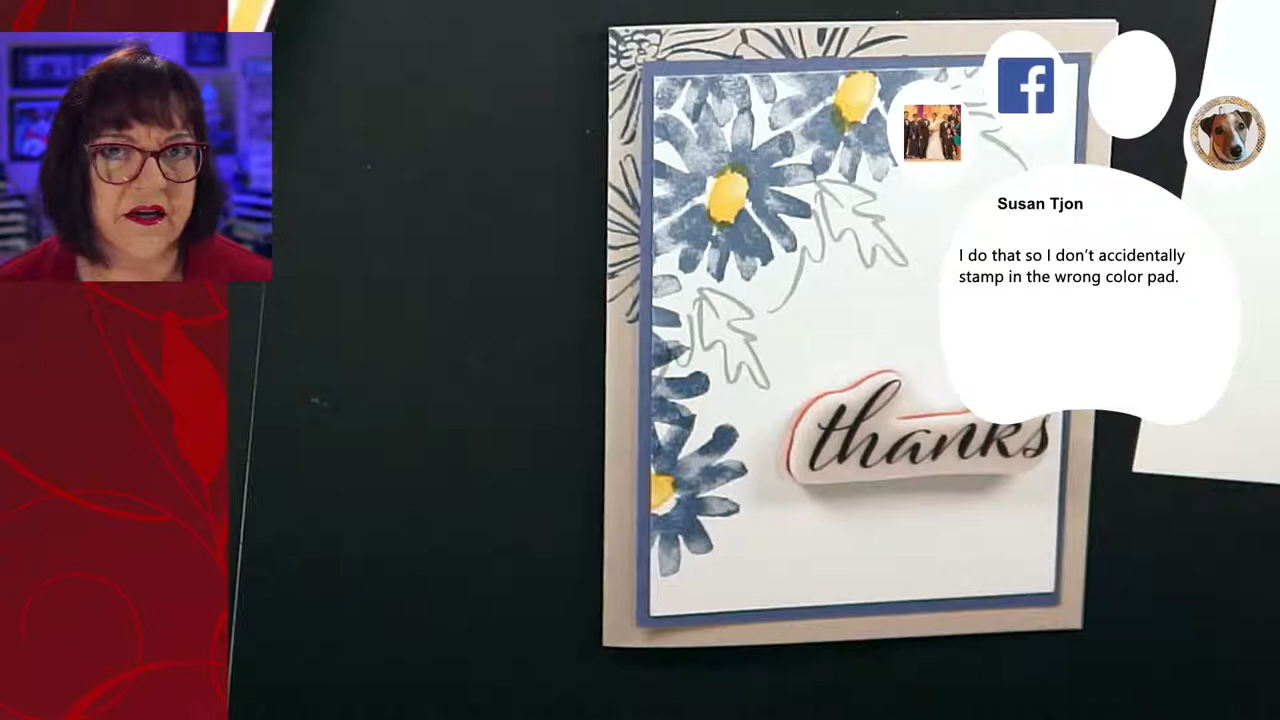 Susan Tjon
I do that so I don't accidentally
stamp in the wrong color pad.
thanks